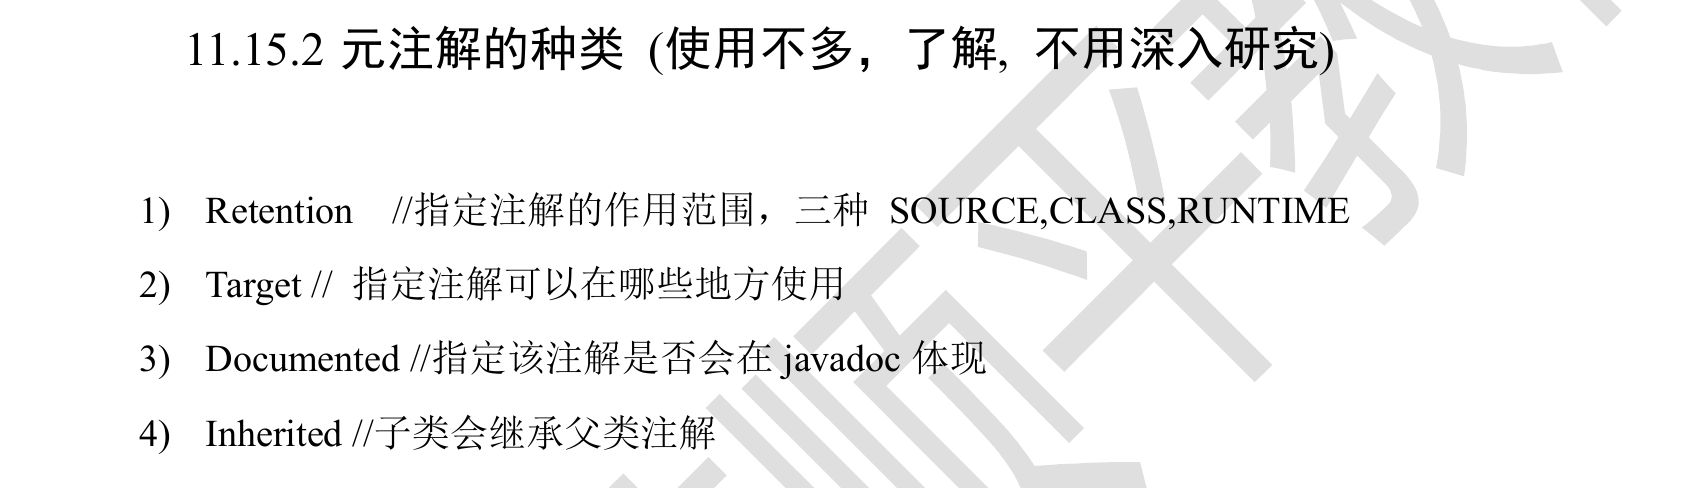 11.15.2 元注解的种类 (使用不多，了解, 不用深入研究)
1) Retention //指定注解的作用范围，三种 SOURCE,CLASS,RUNTIME
2) Target // 指定注解可以在哪些地方使用
3) Documented //指定该注解是否会在 javadoc 体现
4) Inherited //子类会继承父类注解
顺平教